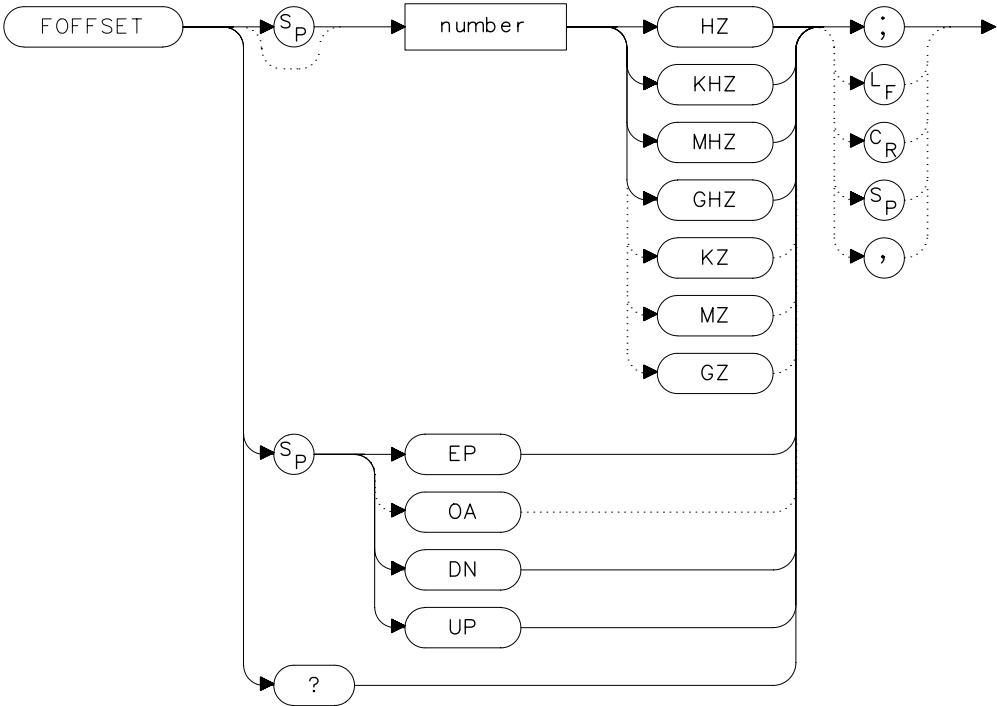 FOFFSET SP number HZ ;
KHZ LF
MHZ CR
GHZ SP
KZ ,
MZ
GZ
SP EP
OA
DN
UP
?